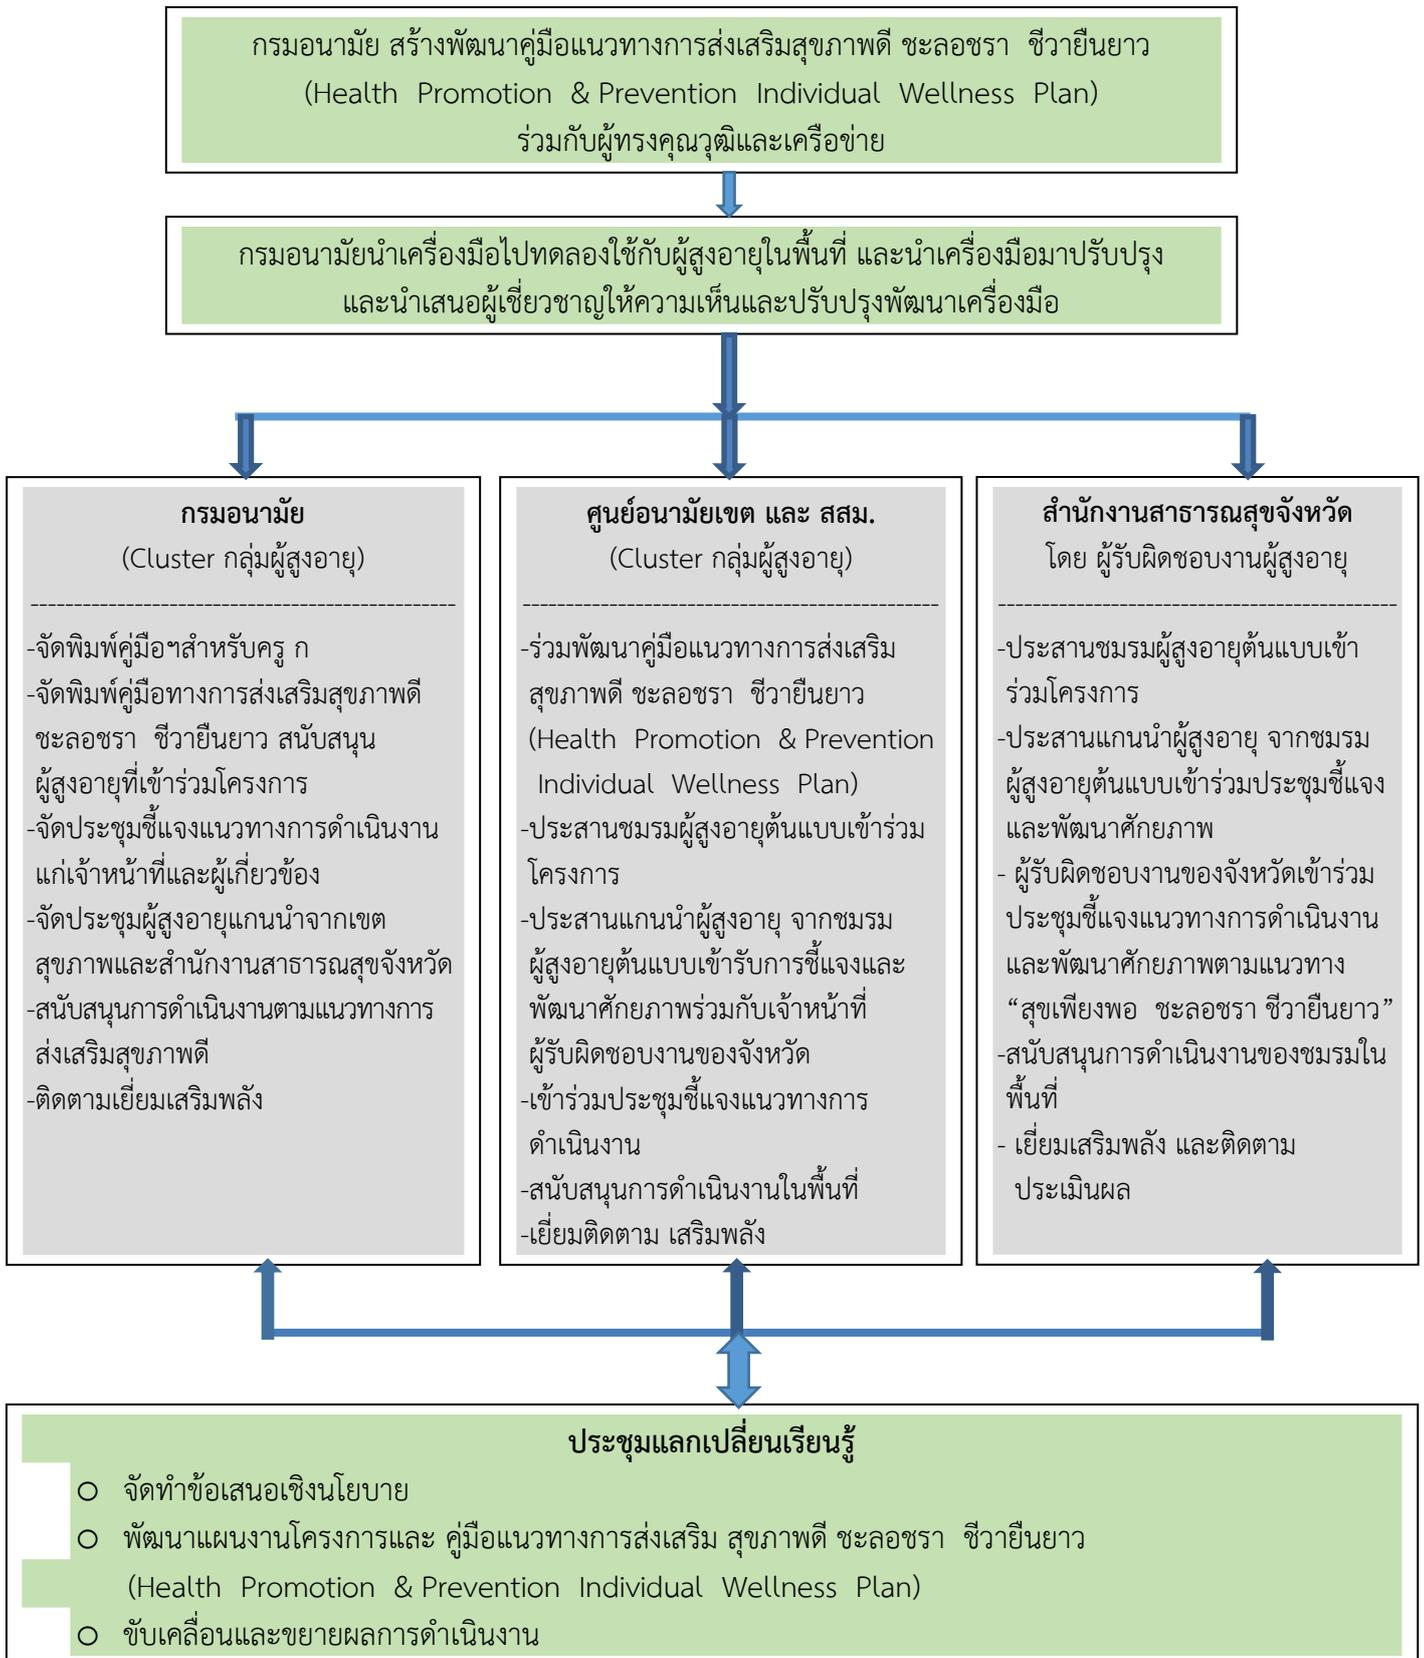 กรมอนามัย สร้างพัฒนาคู่มือแนวทางการส่งเสริมสุขภาพดี ชะลอชรา ชีวายืนยาว
(Health Promotion & Prevention Individual Wellness Plan)
ร่วมกับผู้ทรงคุณวุฒิและเครือข่าย
กรมอนามัยนำเครื่องมือไปทดลองใช้กับผู้สูงอายุในพื้นที่ และนำเครื่องมือมาปรับปรุง
และนำเสนอผู้เชี่ยวชาญให้ความเห็นและปรับปรุงพัฒนาเครื่องมือ
กรมอนามัย
(Cluster กลุ่มผู้สูงอายุ)
-จัดพิมพ์คู่มือฯสำหรับครู ก
-จัดพิมพ์คู่มือทางการส่งเสริมสุขภาพดี
ชะลอชรา ชีวายืนยาว สนับสนุน
ผู้สูงอายุที่เข้าร่วมโครงการ
-จัดประชุมชี้แจงแนวทางการดำเนินงาน
แก่เจ้าหน้าที่และผู้เกี่ยวข้อง
-จัดประชุมผู้สูงอายุแกนนำจากเขต
สุขภาพและสำนักงานสาธารณสุขจังหวัด
-สนับสนุนการดำเนินงานตามแนวทางการ
ส่งเสริมสุขภาพดี
-ติดตามเยี่ยมเสริมพลัง
ศูนย์อนามัยเขต และ สสม.
(Cluster กลุ่มผู้สูงอายุ)
-ร่วมพัฒนาคู่มือแนวทางการส่งเสริม
สุขภาพดี ชะลอชรา ชีวายืนยาว
(Health Promotion & Prevention
Individual Wellness Plan)
-ประสานชมรมผู้สูงอายุต้นแบบเข้าร่วม
โครงการ
-ประสานแกนนำผู้สูงอายุ จากชมรม
ผู้สูงอายุต้นแบบเข้ารับการชี้แจงและ
พัฒนาศักยภาพร่วมกับเจ้าหน้าที่
ผู้รับผิดชอบงานของจังหวัด
-เข้าร่วมประชุมชี้แจงแนวทางการ
ดำเนินงาน
-สนับสนุนการดำเนินงานในพื้นที่
-เยี่ยมติดตาม เสริมพลัง
สำนักงานสาธารณสุขจังหวัด
โดย ผู้รับผิดชอบงานผู้สูงอายุ
-ประสานชมรมผู้สูงอายุต้นแบบเข้า
ร่วมโครงการ
-ประสานแกนนำผู้สูงอายุ จากชมรม
ผู้สูงอายุต้นแบบเข้าร่วมประชุมชี้แจง
และพัฒนาศักยภาพ
- ผู้รับผิดชอบงานของจังหวัดเข้าร่วม
ประชุมชี้แจงแนวทางการดำเนินงาน
และพัฒนาศักยภาพตามแนวทาง
“สุขเพียงพอ ชะลอชรา ชีวายืนยาว”
-สนับสนุนการดำเนินงานของชมรมใน
พื้นที่
- เยี่ยมเสริมพลัง และติดตาม
ประเมินผล
ประชุมแลกเปลี่ยนเรียนรู้
o จัดทำข้อเสนอเชิงนโยบาย
o พัฒนาแผนงานโครงการและ คู่มือแนวทางการส่งเสริม สุขภาพดี ชะลอชรา ชีวายืนยาว
(Health Promotion & Prevention Individual Wellness Plan)
o ขับเคลื่อนและขยายผลการดำเนินงาน